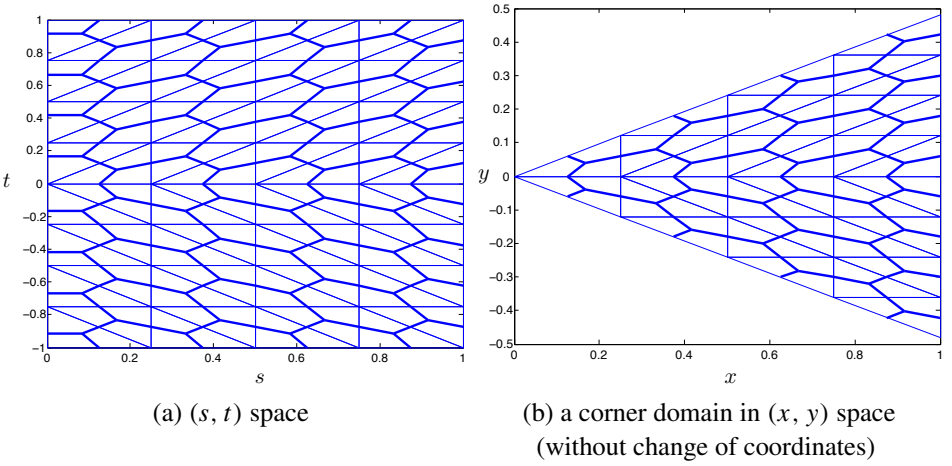 1
0.8
0.6
0.4
0.2
t 0
−0.2
−0.4
−0.6
−0.8
−1
0 0.2 0.4 0.6 0.8 1
s
(a) (s, t) space
0.5
0.4
0.3
0.2
0.1
y 0
−0.1
−0.2
−0.3
−0.4
−0.5
0 0.2 0.4 0.6 0.8 1
x
(b) a corner domain in (x, y) space
(without change of coordinates)